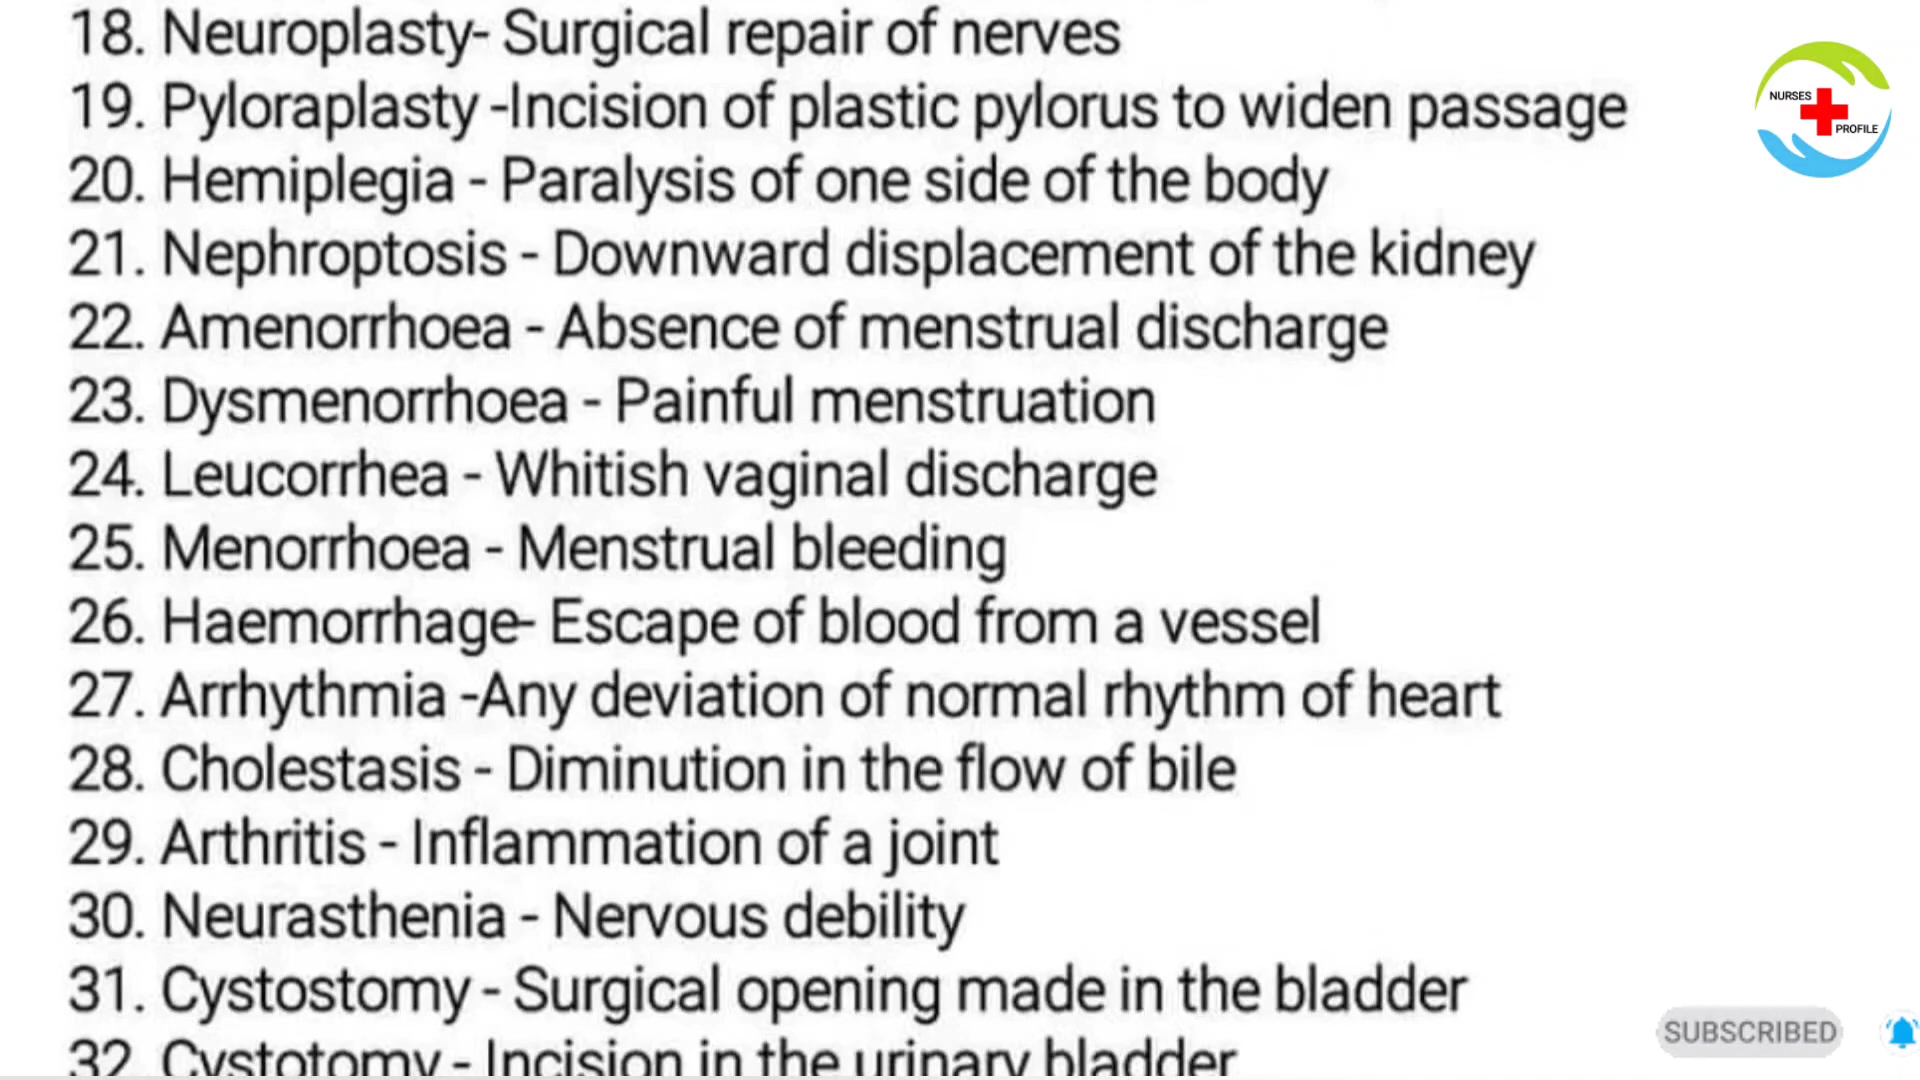 18. Neuroplasty- Surgical repair of nerves
19. Pyloraplasty -Incision of plastic pylorus to widen passage
20. Hemiplegia - Paralysis of one side of the body
21. Nephroptosis - Downward displacement of the kidney
22. Amenorrhoea - Absence of menstrual discharge
23. Dysmenorrhoea - Painful menstruation
24. Leucorrhea - Whitish vaginal discharge
25. Menorrhoea - Menstrual bleeding
26. Haemorrhage- Escape of blood from a vessel
27. Arrhythmia -Any deviation of normal rhythm of heart
28. Cholestasis - Diminution in the flow of bile
29. Arthritis - Inflammation of a joint
30. Neurasthenia - Nervous debility
31. Cystostomy - Surgical opening made in the bladder
32. Cystotomy - Incision in the urinary bladder
NURSES
PROFILE
SUBSCRIBED